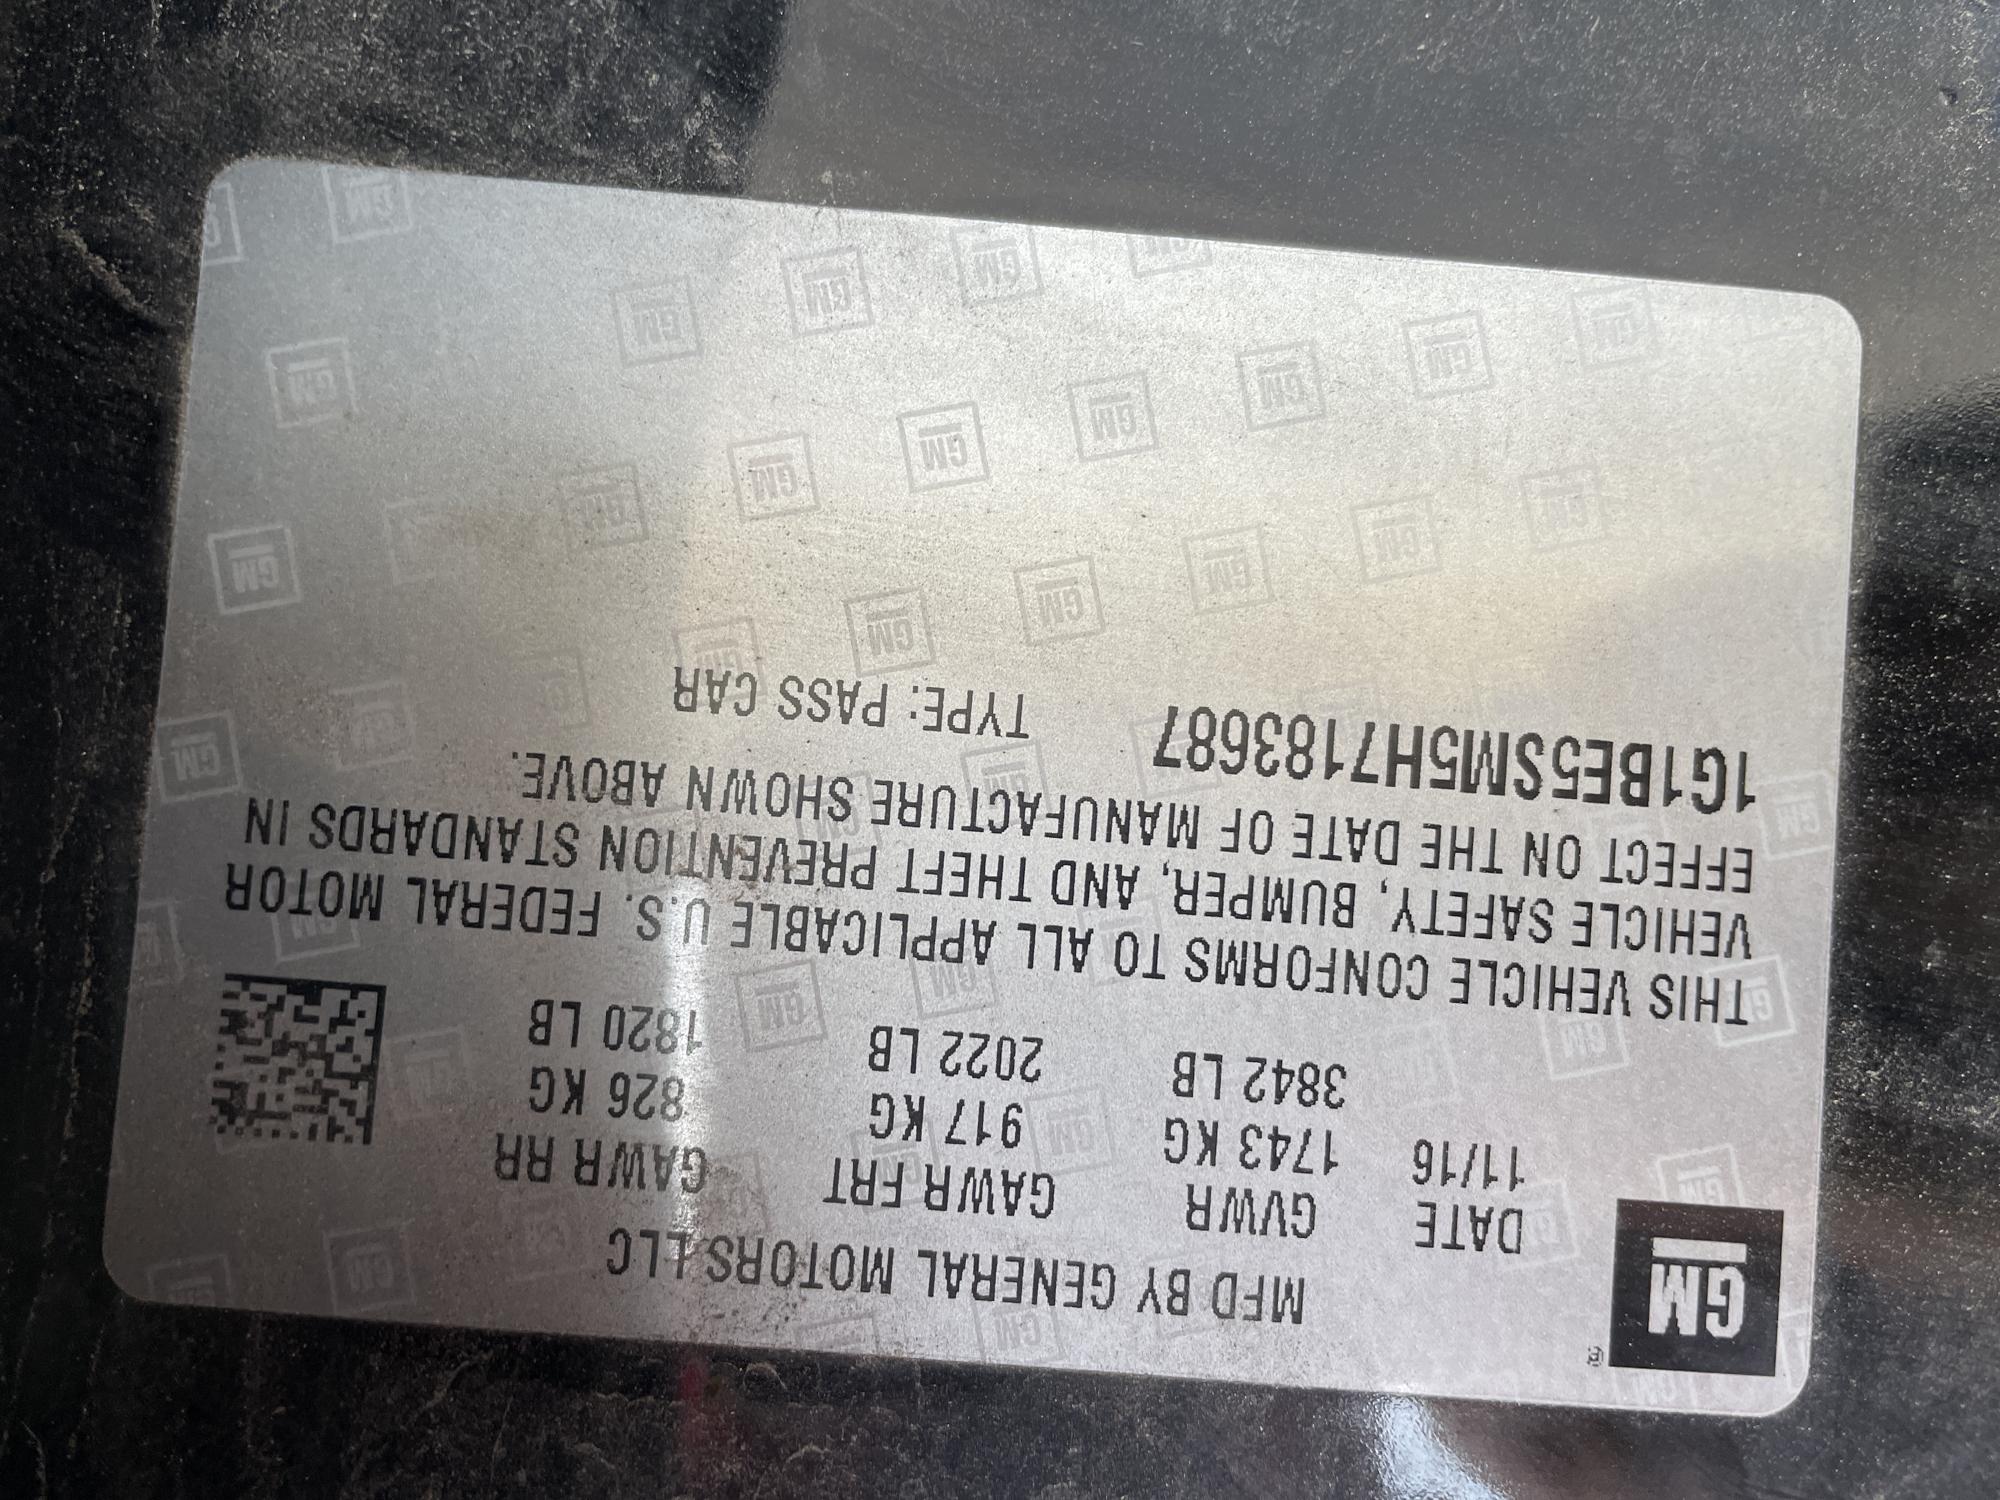 GM
MFD BY GENERAL MOTORS LLC
DATE GVWR GAWR FRT GAWR RR
11/16 1743 KG 917 KG 826 KG
3842 LB 2022 LB 1820 LB
THIS VEHICLE CONFORMS TO ALL APPLICABLE U.S. FEDERAL MOTOR
VEHICLE SAFETY, BUMPER, AND THEFT PREVENTION STANDARDS IN
EFFECT ON THE DATE OF MANUFACTURE SHOWN ABOVE.
1G1BE5SM5H7183687 TYPE: PASS CAR